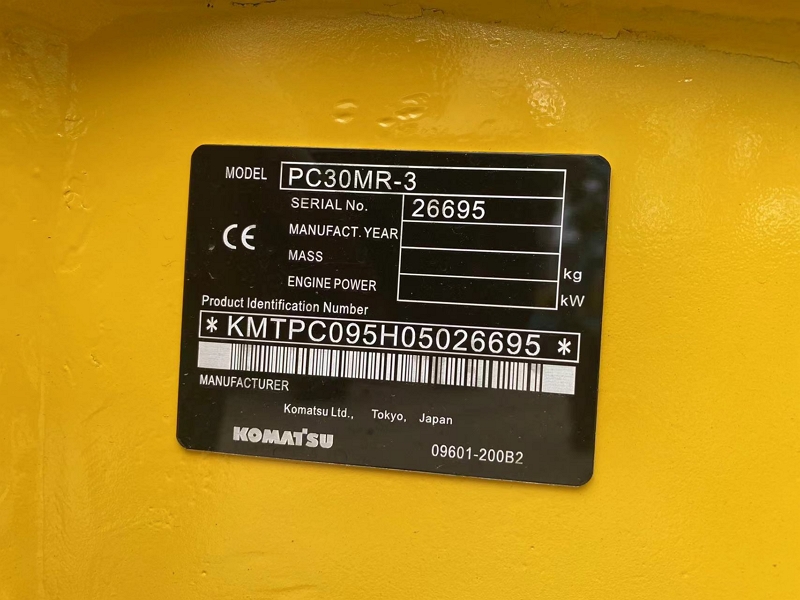 MODEL PC30MR-3
SERIAL No. 26695
CE
MANUFACT. YEAR
MASS kg
ENGINE POWER kW
Product Identification Number
* KMTPC095H05026695 *
MANUFACTURER
Komatsu Ltd., Tokyo, Japan
KOMATSU 09601-200B2